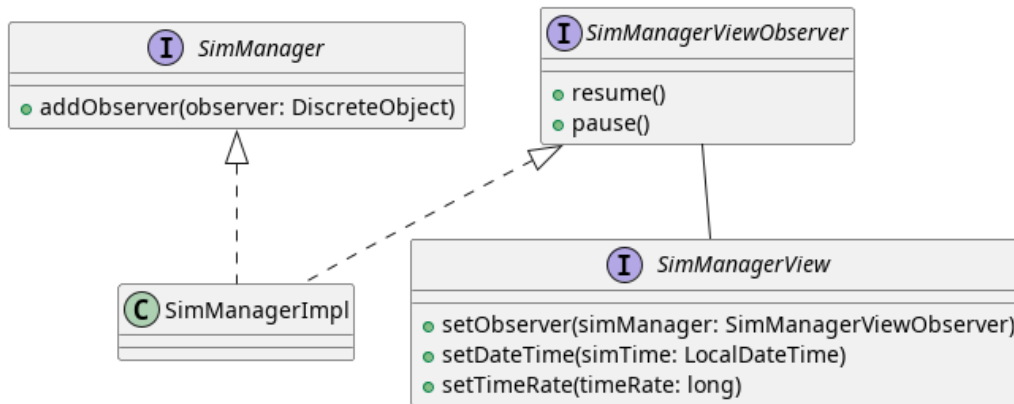 I SimManager
addObserver(observer: DiscreteObject)
I SimManagerViewObserver
resume()
pause()
C SimManagerImpl
I SimManagerView
setObserver(simManager: SimManagerViewObserver)
setDateTime(simTime: LocalDateTime)
setTimeRate(timeRate: long)